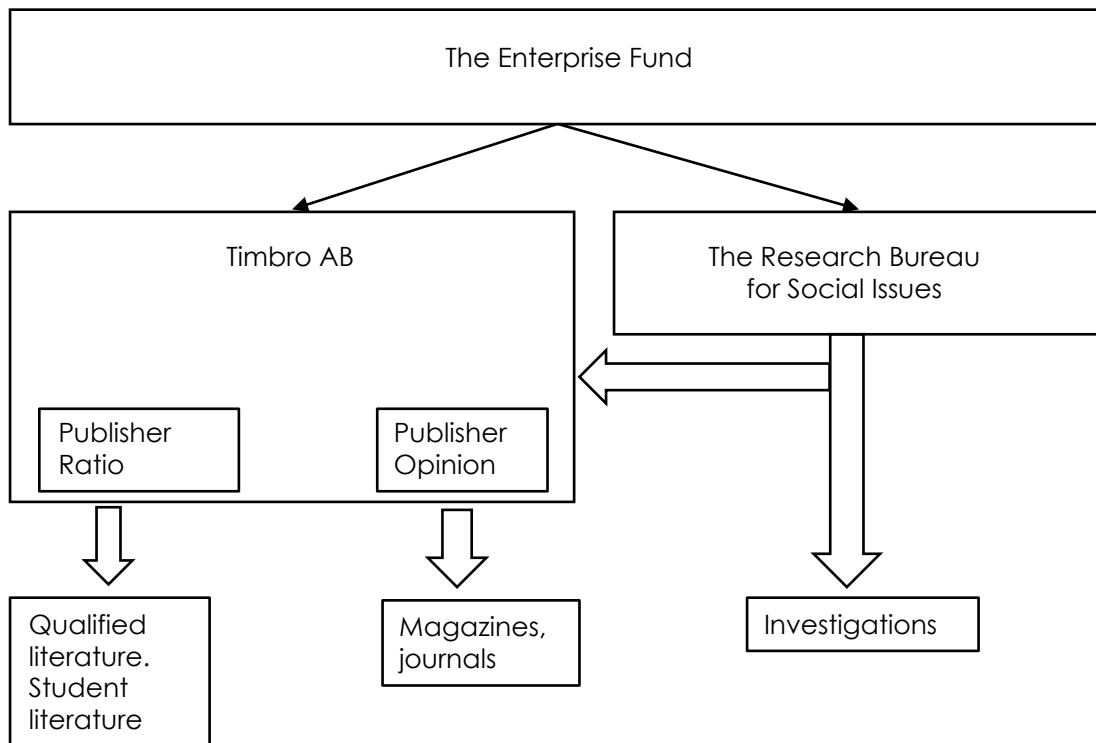 The Enterprise Fund
Timbro AB
The Research Bureau
for Social Issues
Publisher
Ratio
Publisher
Opinion
Qualified
literature.
Student
literature
Magazines,
journals
Investigations